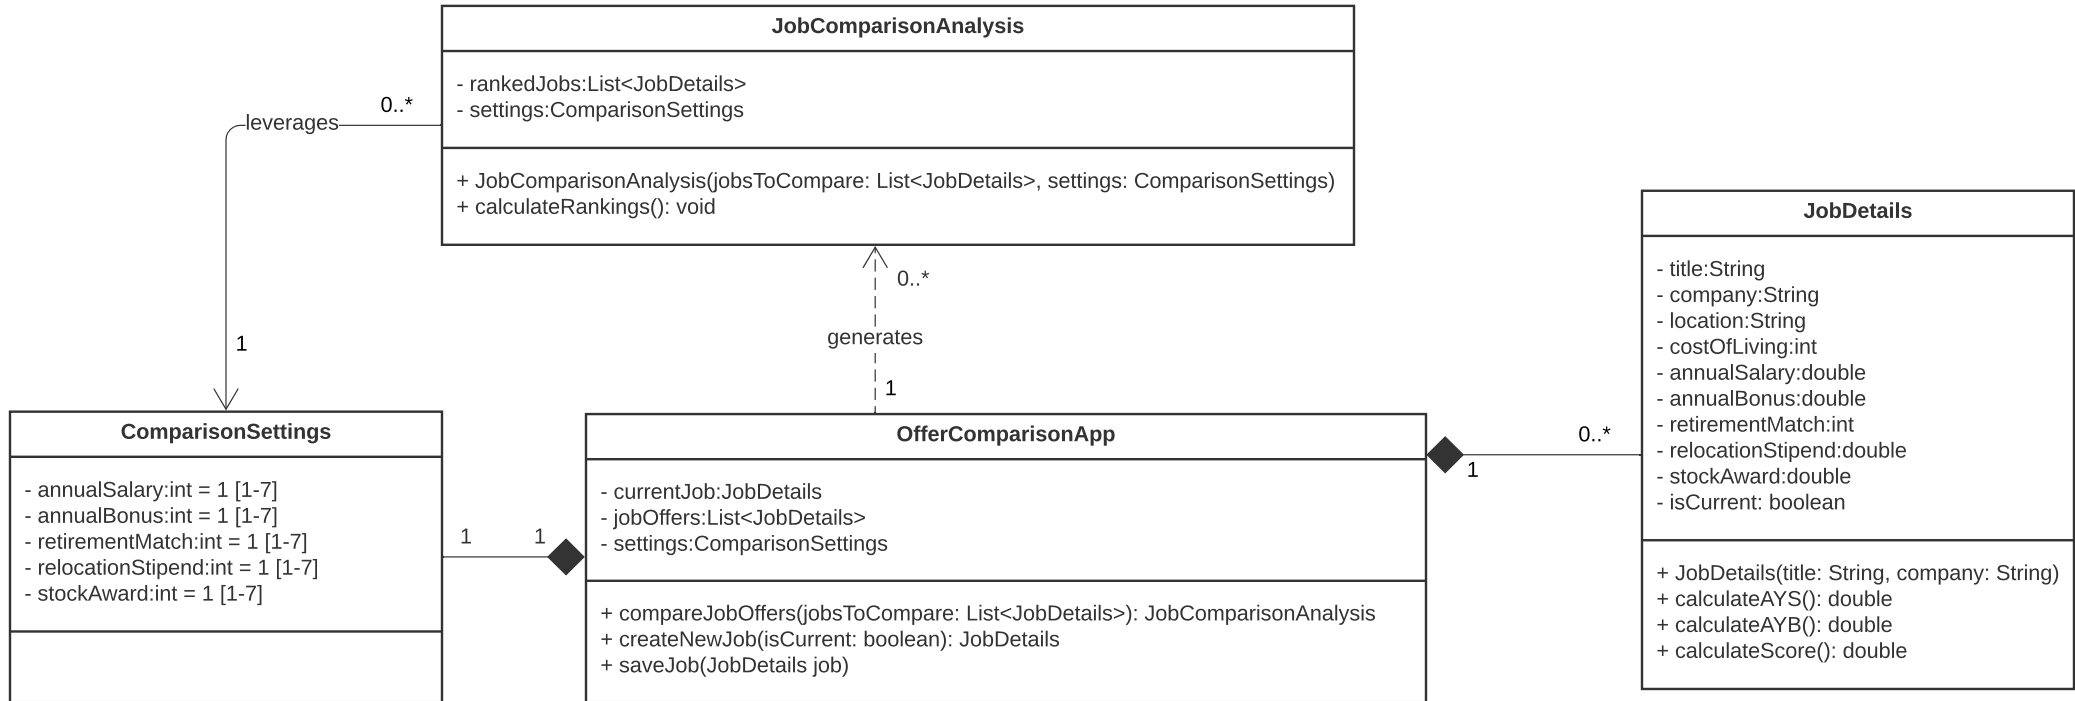 JobComparisonAnalysis
- rankedJobs:List<JobDetails>
- settings:ComparisonSettings
+ JobComparisonAnalysis(jobsToCompare: List<JobDetails>, settings: ComparisonSettings)
+ calculateRankings(): void
0..*
leverages
1
0..*
generates
1
JobDetails
- title:String
- company:String
- location:String
- costOfLiving:int
- annualSalary:double
- annualBonus:double
- retirementMatch:int
- relocationStipend:double
- stockAward:double
- isCurrent: boolean
+ JobDetails(title: String, company: String)
+ calculateAYS(): double
+ calculateAYB(): double
+ calculateScore(): double
ComparisonSettings
- annualSalary:int = 1 [1-7]
- annualBonus:int = 1 [1-7]
- retirementMatch:int = 1 [1-7]
- relocationStipend:int = 1 [1-7]
- stockAward:int = 1 [1-7]
1
1
OfferComparisonApp
- currentJob:JobDetails
- jobOffers:List<JobDetails>
- settings:ComparisonSettings
+ compareJobOffers(jobsToCompare: List<JobDetails>): JobComparisonAnalysis
+ createNewJob(isCurrent: boolean): JobDetails
+ saveJob(JobDetails job)
0..*
1